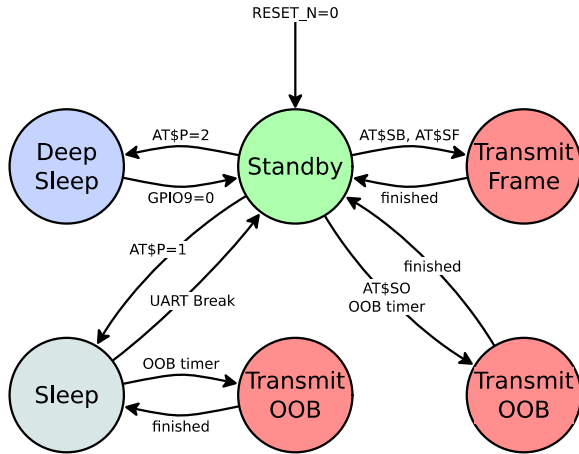 RESET_N=0
AT$P=2
AT$SB, AT$SF
Deep
Sleep
Standby
Transmit
Frame
GPIO9=0
finished
AT$P=1
finished
AT$SO
OOB timer
UART Break
OOB timer
Sleep
Transmit
OOB
Transmit
OOB
finished